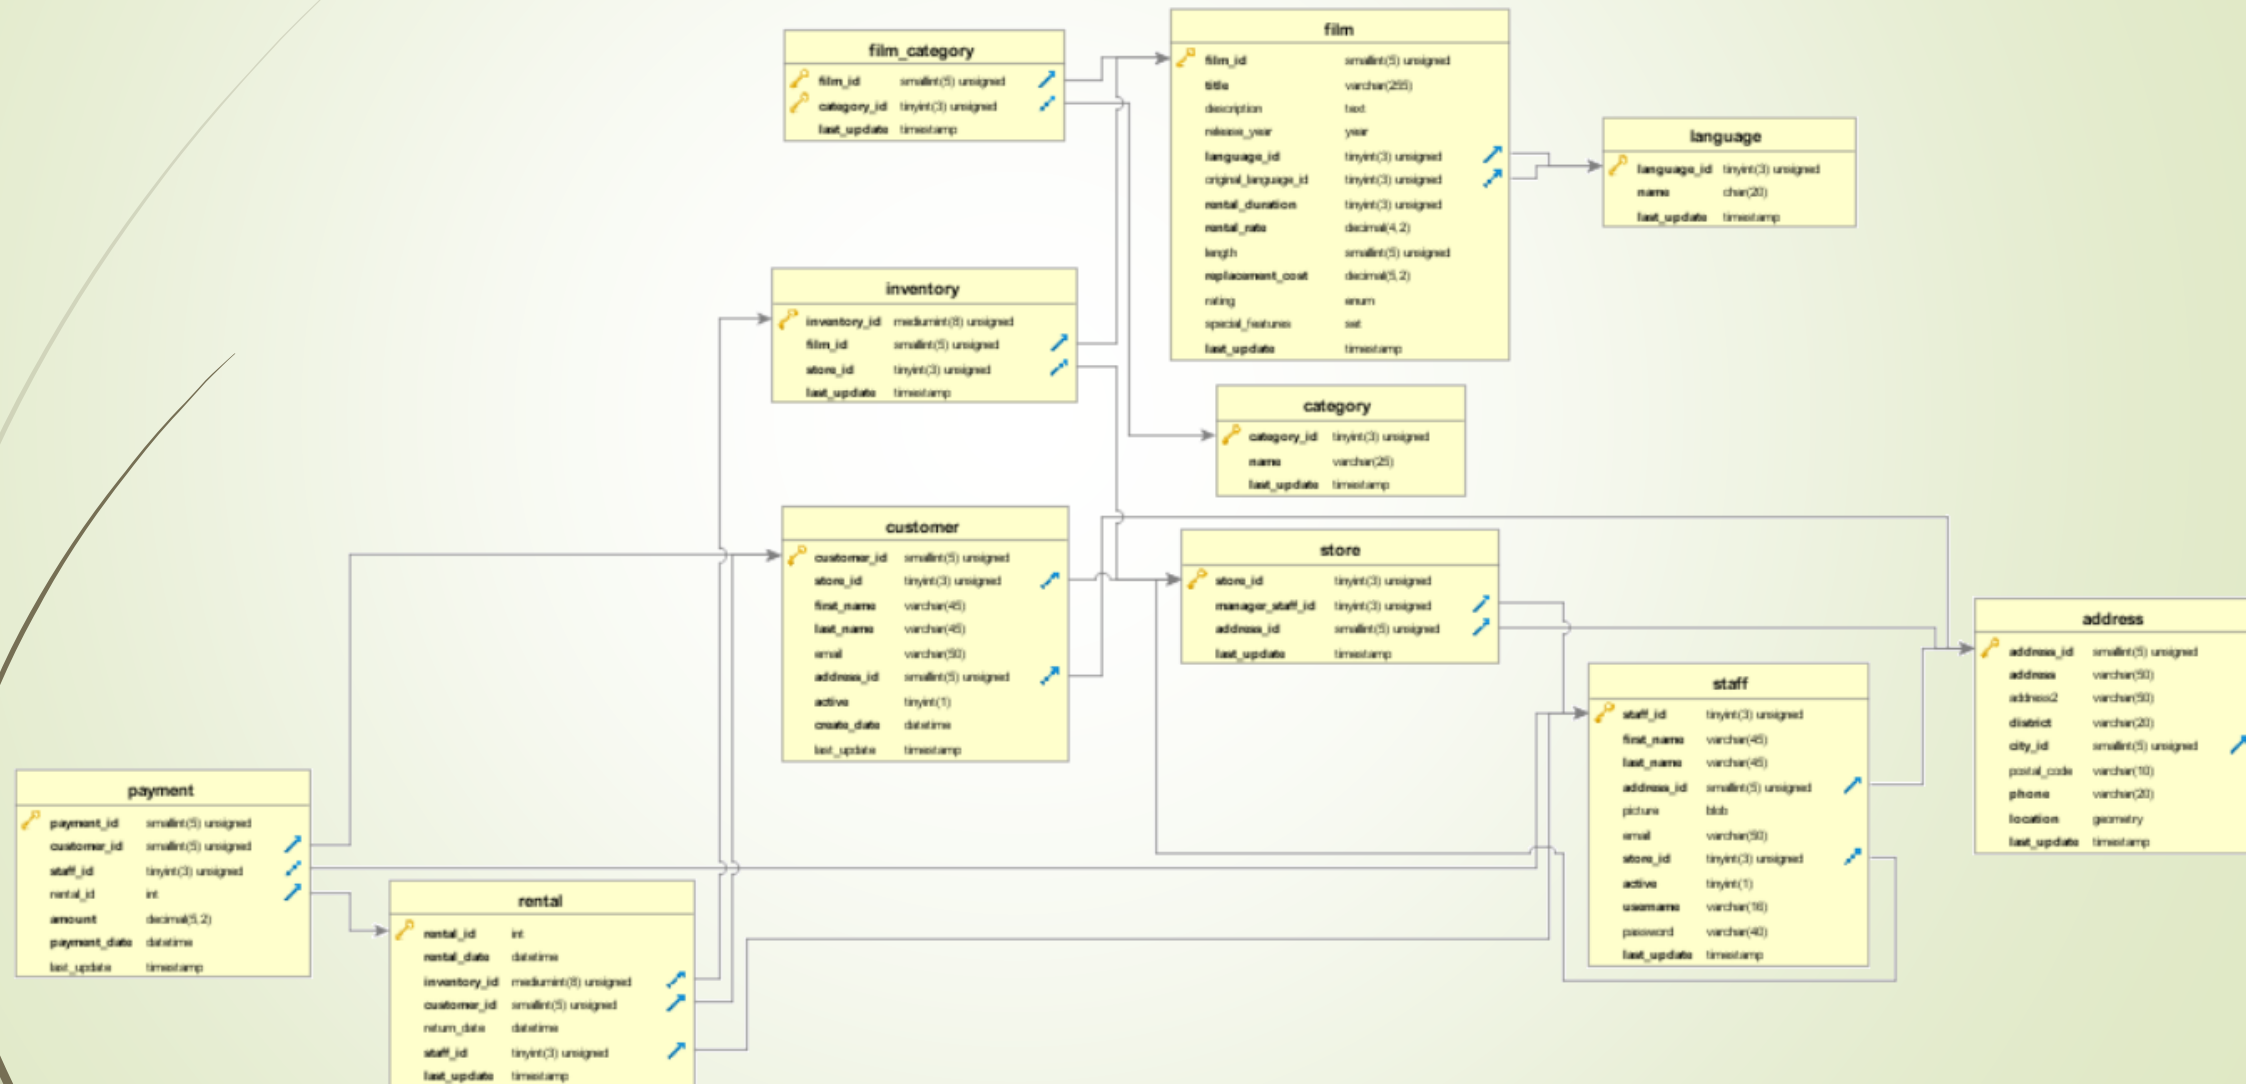 film_category
film_id smallint(5) unsigned
category_id tinyint(3) unsigned
last_update timestamp
film
film_id smallint(5) unsigned
title varchar(255)
description text
release_year year
language_id tinyint(3) unsigned
original_language_id tinyint(3) unsigned
rental_duration tinyint(3) unsigned
rental_rate decimal(4,2)
length smallint(5) unsigned
replacement_cost decimal(5,2)
rating enum
special_features set
last_update timestamp
language
language_id tinyint(3) unsigned
name char(20)
last_update timestamp
inventory
inventory_id mediumint(8) unsigned
film_id smallint(5) unsigned
store_id tinyint(3) unsigned
last_update timestamp
category
category_id tinyint(3) unsigned
name varchar(25)
last_update timestamp
customer
customer_id smallint(5) unsigned
store_id tinyint(3) unsigned
first_name varchar(45)
last_name varchar(45)
email varchar(50)
address_id smallint(5) unsigned
active tinyint(1)
create_date datetime
last_update timestamp
store
store_id tinyint(3) unsigned
manager_staff_id tinyint(3) unsigned
address_id smallint(5) unsigned
last_update timestamp
address
address_id smallint(5) unsigned
address varchar(50)
address2 varchar(50)
district varchar(20)
city_id smallint(5) unsigned
postal_code varchar(10)
phone varchar(20)
location geometry
last_update timestamp
staff
staff_id tinyint(3) unsigned
first_name varchar(45)
last_name varchar(45)
address_id smallint(5) unsigned
picture blob
email varchar(50)
store_id tinyint(3) unsigned
active tinyint(1)
username varchar(16)
password varchar(40)
last_update timestamp
payment
payment_id smallint(5) unsigned
customer_id smallint(5) unsigned
staff_id tinyint(3) unsigned
rental_id int
amount decimal(5,2)
payment_date datetime
last_update timestamp
rental
rental_id int
rental_date datetime
inventory_id mediumint(8) unsigned
customer_id smallint(5) unsigned
return_date datetime
staff_id tinyint(3) unsigned
last_update timestamp